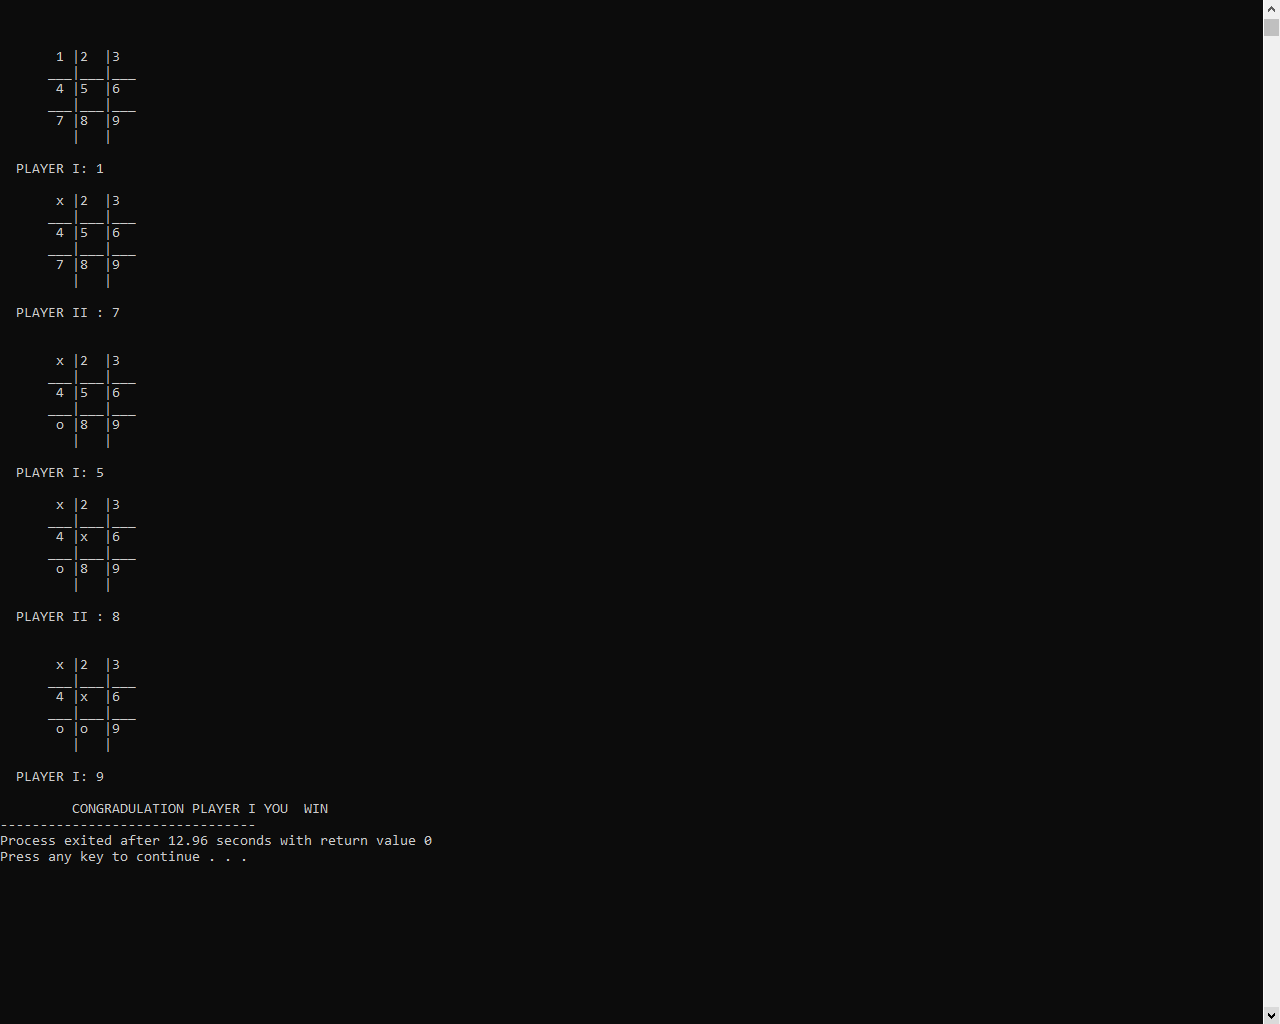 1 |2  |3
___|___|___
4 |5  |6
___|___|___
7 |8  |9
|   |
PLAYER I: 1
x |2  |3
___|___|___
4 |5  |6
___|___|___
7 |8  |9
|   |
PLAYER II : 7
x |2  |3
___|___|___
4 |5  |6
___|___|___
o |8  |9
|   |
PLAYER I: 5
x |2  |3
___|___|___
4 |x  |6
___|___|___
o |8  |9
|   |
PLAYER II : 8
x |2  |3
___|___|___
4 |x  |6
___|___|___
o |o  |9
|   |
PLAYER I: 9
CONGRADULATION PLAYER I YOU  WIN
--------------------------------
Process exited after 12.96 seconds with return value 0
Press any key to continue . . .